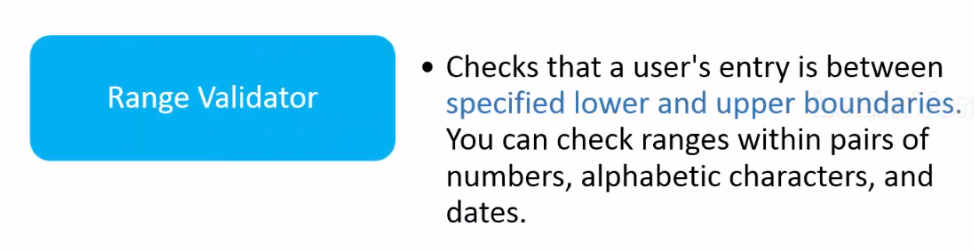 Range Validator
• Checks that a user's entry is between
specified lower and upper boundaries.
You can check ranges within pairs of
numbers, alphabetic characters, and
dates.